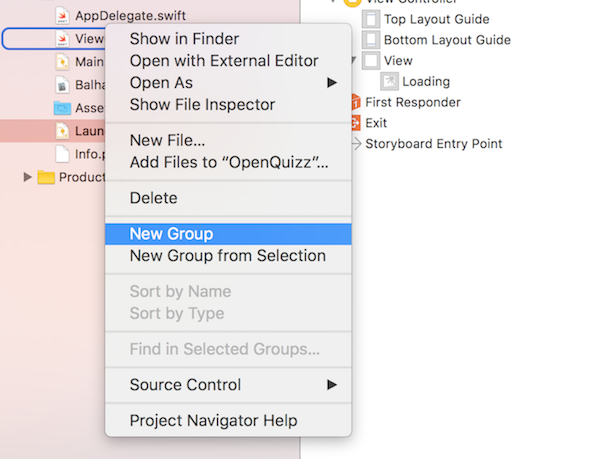 AppDelegate.swift
View
Main
Balha
Asse
Laun
Info.p
Product
Show in Finder
Open with External Editor
Open As
Show File Inspector
New File...
Add Files to “OpenQuizz”...
Delete
New Group
New Group from Selection
Sort by Name
Sort by Type
Find in Selected Groups...
Source Control
Project Navigator Help
View Controller
Top Layout Guide
Bottom Layout Guide
View
Loading
First Responder
Exit
Storyboard Entry Point